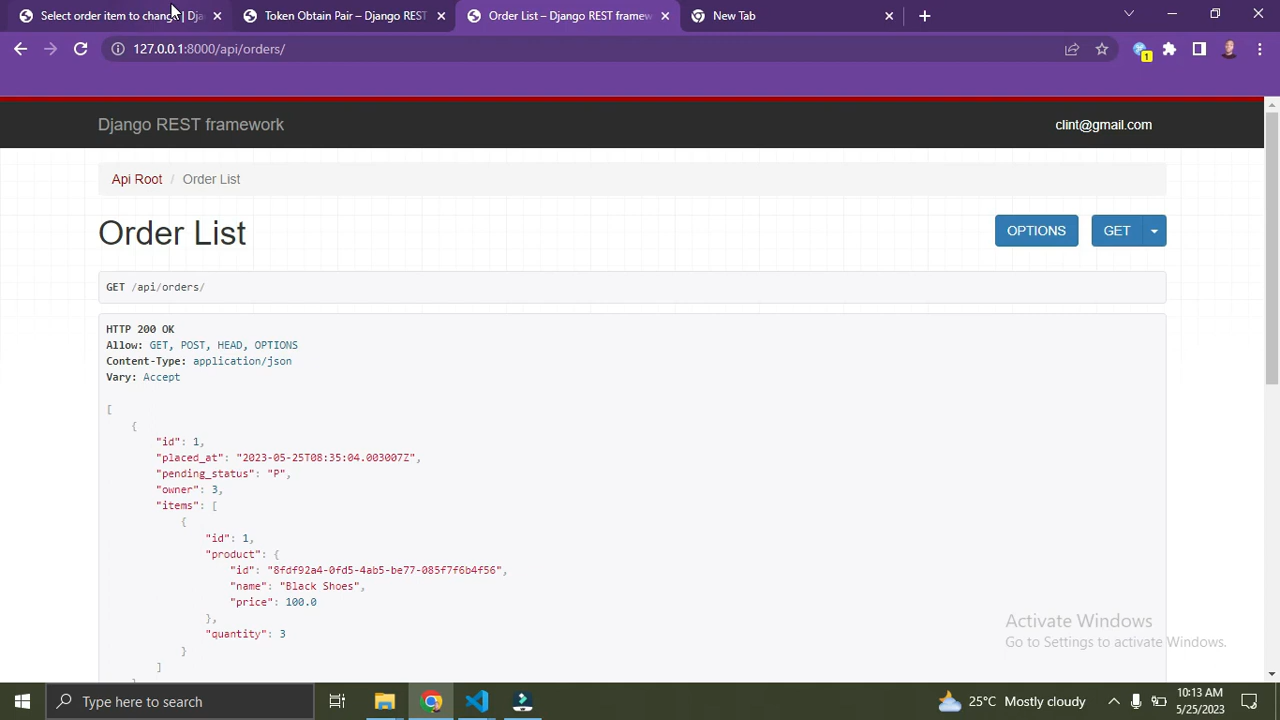 Select order item to change | Dja
Token Obtain Pair – Django REST
Order List – Django REST framew
New Tab
127.0.0.1:8000/api/orders/
1
Django REST framework
clint@gmail.com
Api Root / Order List
Order List
OPTIONS
GET
GET /api/orders/
HTTP 200 OK
Allow: GET, POST, HEAD, OPTIONS
Content-Type: application/json
Vary: Accept
[
{
"id": 1,
"placed_at": "2023-05-25T08:35:04.003007Z",
"pending_status": "P",
"owner": 3,
"items": [
{
"id": 1,
"product": {
"id": "8fdf92a4-0fd5-4ab5-be77-085f7f6b4f56",
"name": "Black Shoes",
"price": 100.0
},
"quantity": 3
}
]
Activate Windows
Go to Settings to activate Windows.
Type here to search
25°C Mostly cloudy
10:13 AM
5/25/2023